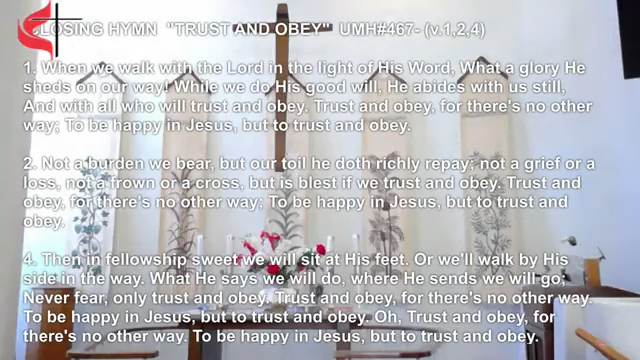 CLOSING HYMN "TRUST AND OBEY" UMH#467- (v.1,2,4)
1. When we walk with the Lord in the light of His Word, What a glory He
sheds on our way! While we do His good will, He abides with us still,
And with all who will trust and obey. Trust and obey, for there's no other
way; To be happy in Jesus, but to trust and obey.
2. Not a burden we bear, but our toil he doth richly repay; not a grief or a
loss, not a frown or a cross, but is blest if we trust and obey. Trust and
obey, for there's no other way; To be happy in Jesus, but to trust and
obey.
4. Then in fellowship sweet we will sit at His feet. Or we'll walk by His
side in the way. What He says we will do, where He sends we will go;
Never fear, only trust and obey. Trust and obey, for there's no other way.
To be happy in Jesus, but to trust and obey. Oh, Trust and obey, for
there's no other way. To be happy in Jesus, but to trust and obey.